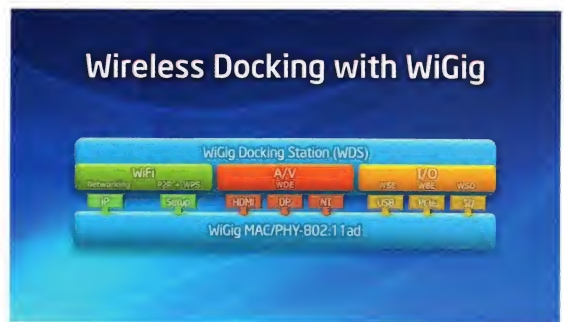 Wireless Docking with WiGig
WiGig Docking Station (WDS)
WiFi A/V I/O
Networking P2P + WPS WDE WSE WBE WSD
IP Setup HDMI DP USB PCIe SD
WiGig MAC/PHY-802.11ad